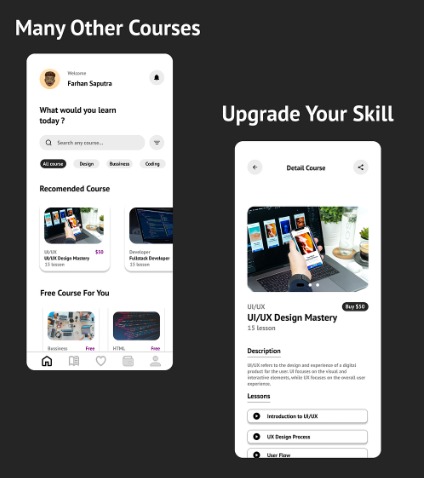 Many Other Courses
Welcome
Farhan Saputra
What would you learn
today ?
Search any course...
All course
Design
Bussiness
Coding
Recomended Course
UI/UX
$50
UI/UX Design Mastery
15 lesson
Developer
Fullstack Developer
15 lesson
Free Course For You
Bussiness
Free
HTML
Free
Upgrade Your Skill
Detail Course
UI/UX
Buy $50
UI/UX Design Mastery
15 lesson
Description
UI/UX refers to the design and experience of a digital
product for the user. UI focuses on the visual and
interactive elements, while UX focuses on the overall user
experience.
Lessons
Introduction to UI/UX
UX Design Process
User Flow